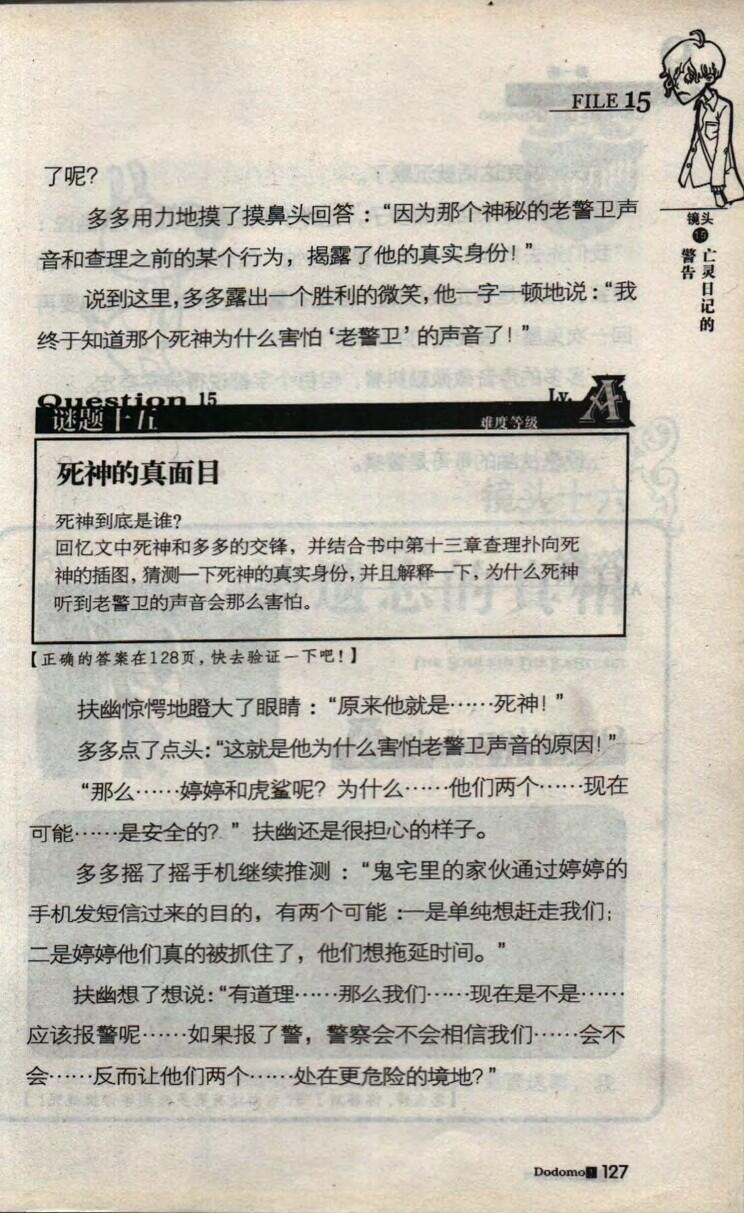 FILE 15
镜头
15
亡灵日记的
警告
了呢？
多多用力地摸了摸鼻头回答：“因为那个神秘的老警卫声
音和查理之前的某个行为，揭露了他的真实身份！”
说到这里，多多露出一个胜利的微笑，他一字一顿地说：“我
终于知道那个死神为什么害怕‘老警卫’的声音了！”
Question 15
Lv. A
谜题十五
难度等级
死神的真面目
死神到底是谁？
回忆文中死神和多多的交锋，并结合书中第十三章查理扑向死
神的插图，猜测一下死神的真实身份，并且解释一下，为什么死神
听到老警卫的声音会那么害怕。
【正确的答案在128页，快去验证一下吧！】
扶幽惊愕地瞪大了眼睛：“原来他就是……死神！”
多多点了点头：“这就是他为什么害怕老警卫声音的原因！”
“那么……婷婷和虎鲨呢？为什么……他们两个……现在
可能……是安全的？”扶幽还是很担心的样子。
多多摇了摇手机继续推测：“鬼宅里的家伙通过婷婷的
手机发短信过来的目的，有两个可能：一是单纯想赶走我们；
二是婷婷他们真的被抓住了，他们想拖延时间。”
扶幽想了想说：“有道理……那么我们……现在是不是……
应该报警呢……如果报了警，警察会不会相信我们……会不
会……反而让他们两个……处在更危险的境地？”
Dodomo! 127